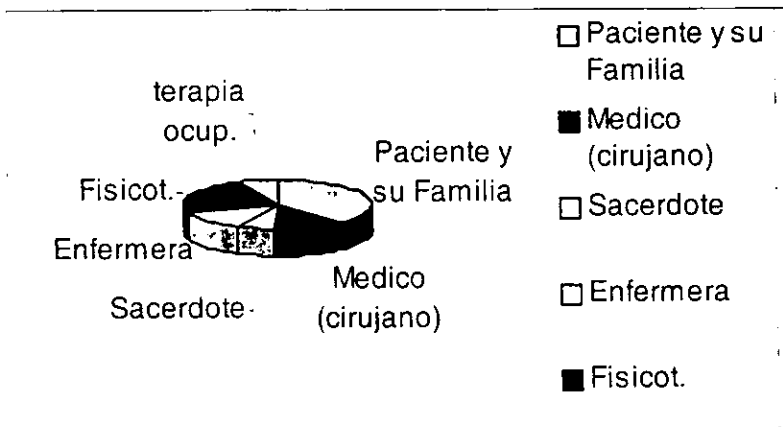 terapia
ocup.
Paciente y
su Familia
Fisicot.
Enfermera
Sacerdote
Medico
(cirujano)
Paciente y su
Familia
Medico
(cirujano)
Sacerdote
Enfermera
Fisicot.